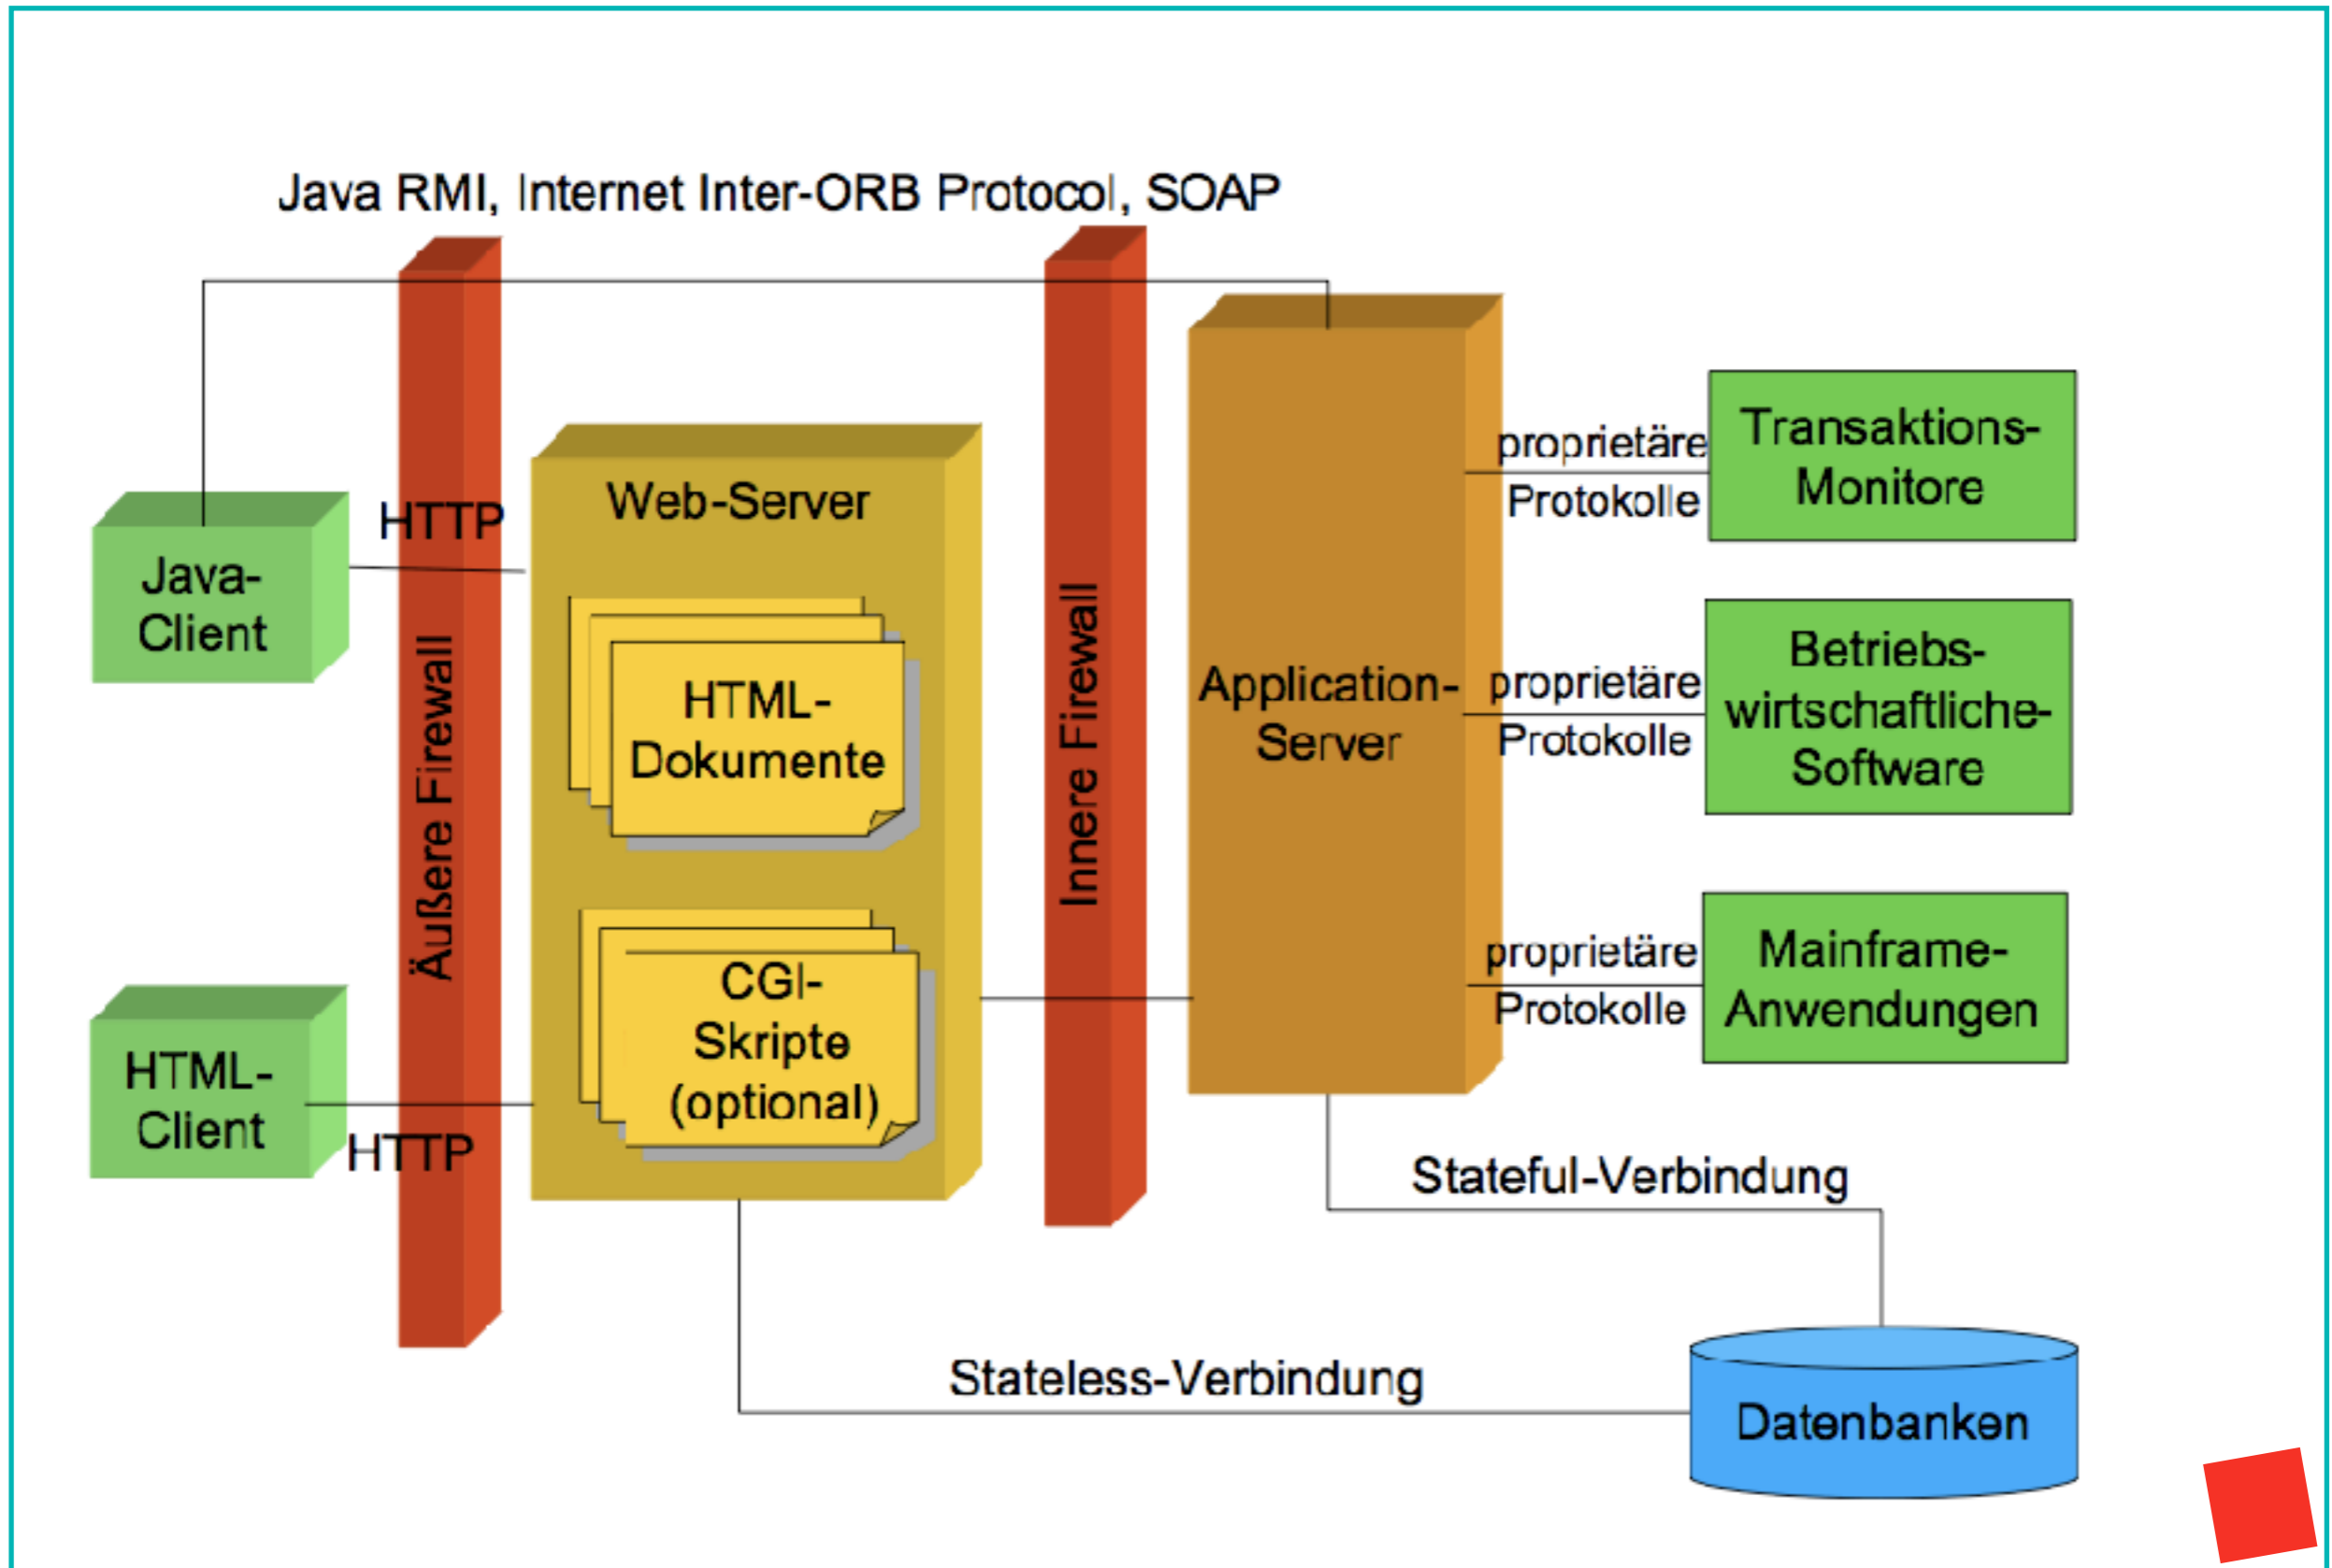 Java RMI, Internet Inter-ORB Protocol, SOAP
HTTP
Java-
Client
Äußere Firewall
HTML-
Client
HTTP
Web-Server
HTML-
Dokumente
CGI-
Skripte
(optional)
Innere Firewall
Application-
Server
proprietäre
Protokolle
Transaktions-
Monitore
proprietäre
Protokolle
Betriebs-
wirtschaftliche-
Software
proprietäre
Protokolle
Mainframe-
Anwendungen
Stateful-Verbindung
Stateless-Verbindung
Datenbanken